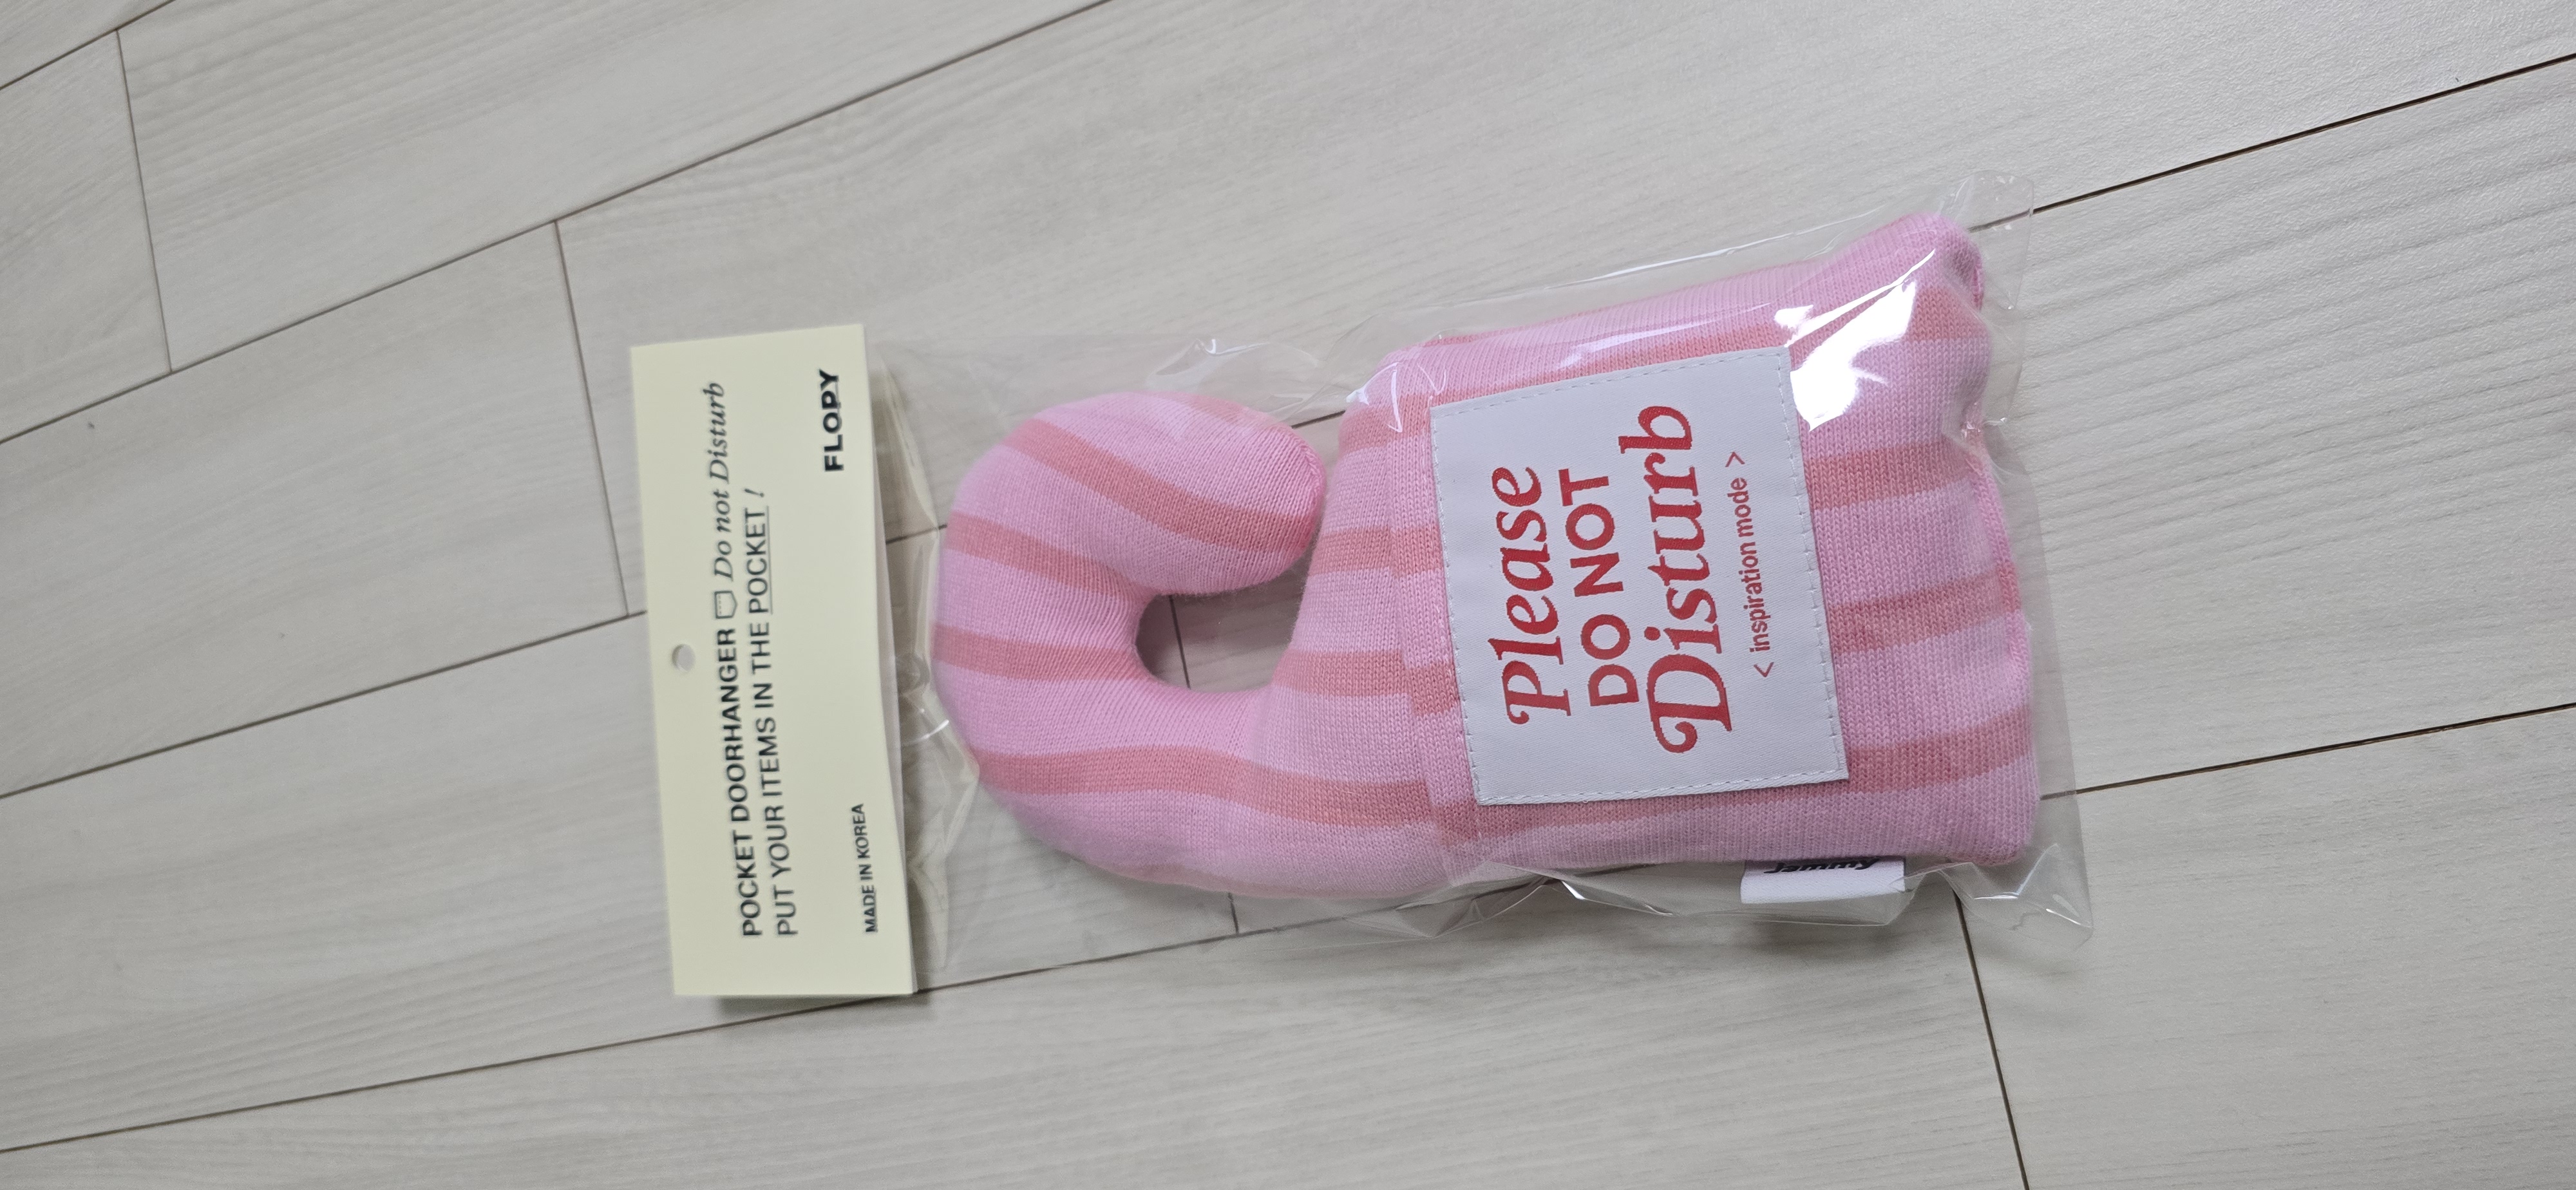 POCKET DOORHANGER Do not Disturb
PUT YOUR ITEMS IN THE POCKET !
MADE IN KOREA
FLOPY
Please
DO NOT
Disturb
< inspiration mode >